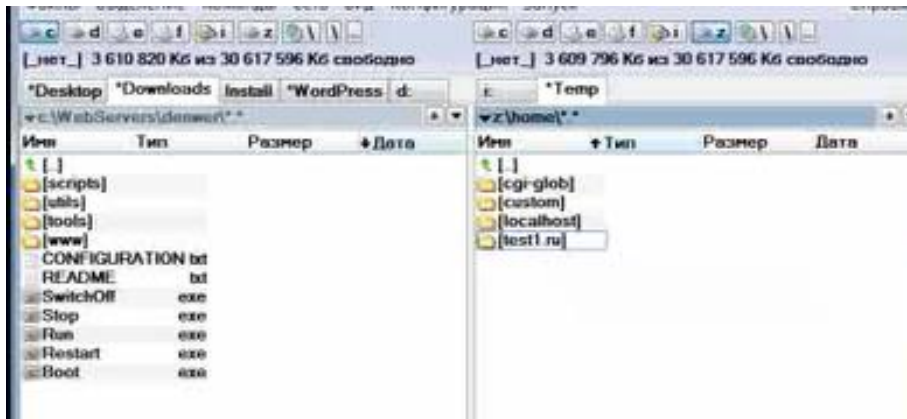 c d e f i z \ \ ..
c d e f i z \ \ ..
[_нет_] 3 610 820 Кб из 30 617 596 Кб свободно
[_нет_] 3 609 796 Кб из 30 617 596 Кб свободно
*Desktop *Downloads Install *WordPress d:
*Temp
c:\WebServers\denwer\*.*
z:\home\*.*
Имя Тип Размер Дата
Имя Тип Размер Дата
[..]
[scripts]
[utils]
[tools]
[www]
CONFIGURATION txt
README txt
SwitchOff exe
Stop exe
Run exe
Restart exe
Boot exe
[..]
[cgi-glob]
[custom]
[localhost]
[test1.ru]